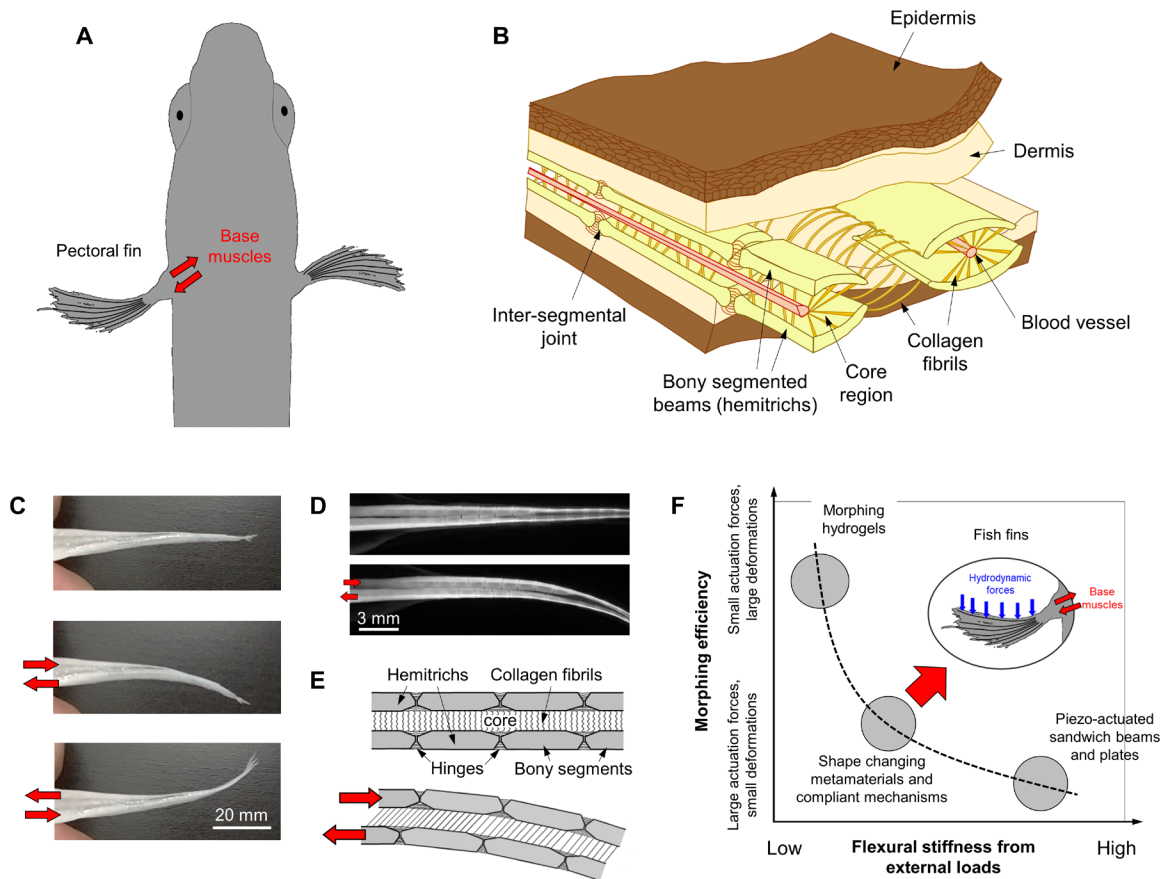 A
Pectoral fin
Base
muscles
B
Epidermis
Dermis
Inter-segmental
joint
Bony segmented
beams (hemitrichs)
Core
region
Collagen
fibrils
Blood vessel
C
20 mm
D
3 mm
E
Hemitrichs
Collagen fibrils
core
Hinges
Bony segments
F
Morphing efficiency
Small actuation forces,
large deformations
Large actuation forces,
small deformations
Morphing
hydrogels
Fish fins
Hydrodynamic
forces
Base
muscles
Shape changing
metamaterials and
compliant mechanisms
Piezo-actuated
sandwich beams
and plates
Low
Flexural stiffness from
external loads
High